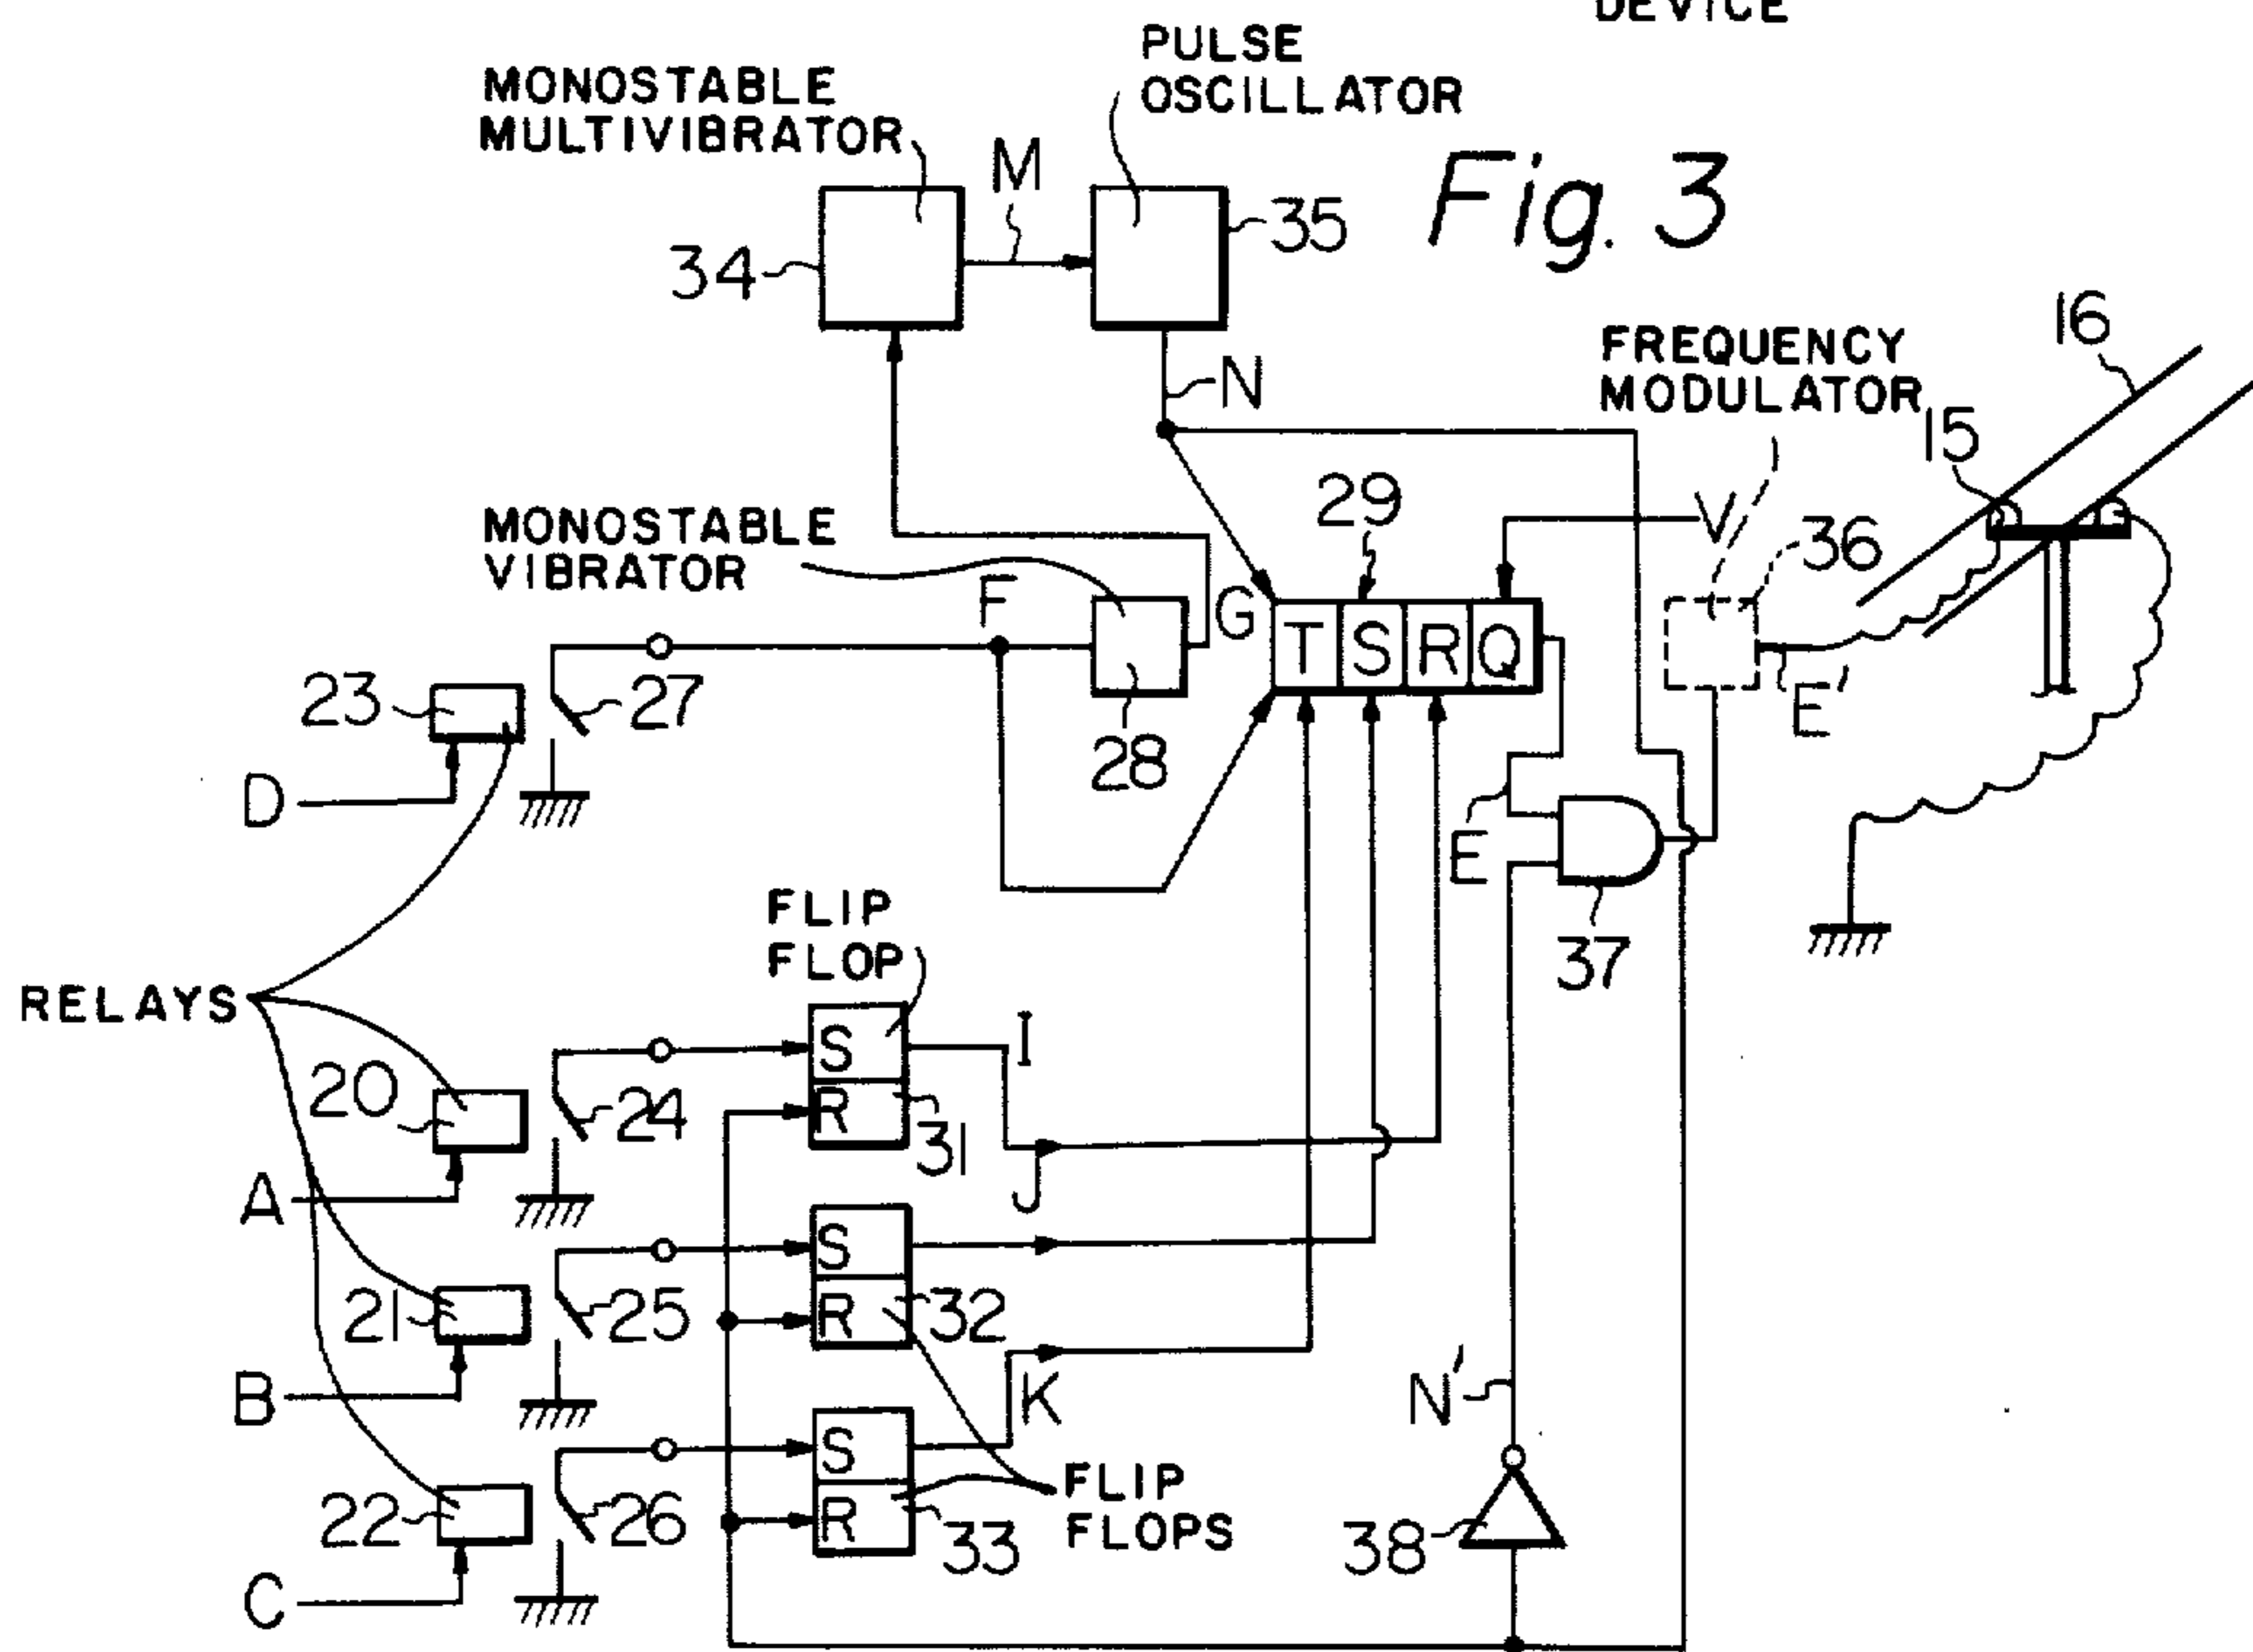 DEVICE
PULSE
OSCILLATOR
MONOSTABLE
MULTIVIBRATOR
M
Fig. 3
34
35
N
FREQUENCY
MODULATOR
16
15
MONOSTABLE
VIBRATOR
29
V
36
F
G
T S R Q
E'
23
27
28
D
E
37
FLIP
FLOP
RELAYS
20
24
S
R
31
I
J
A
21
25
S
R
32
B
K
N'
22
26
S
R
33
FLIP
FLOPS
38
C